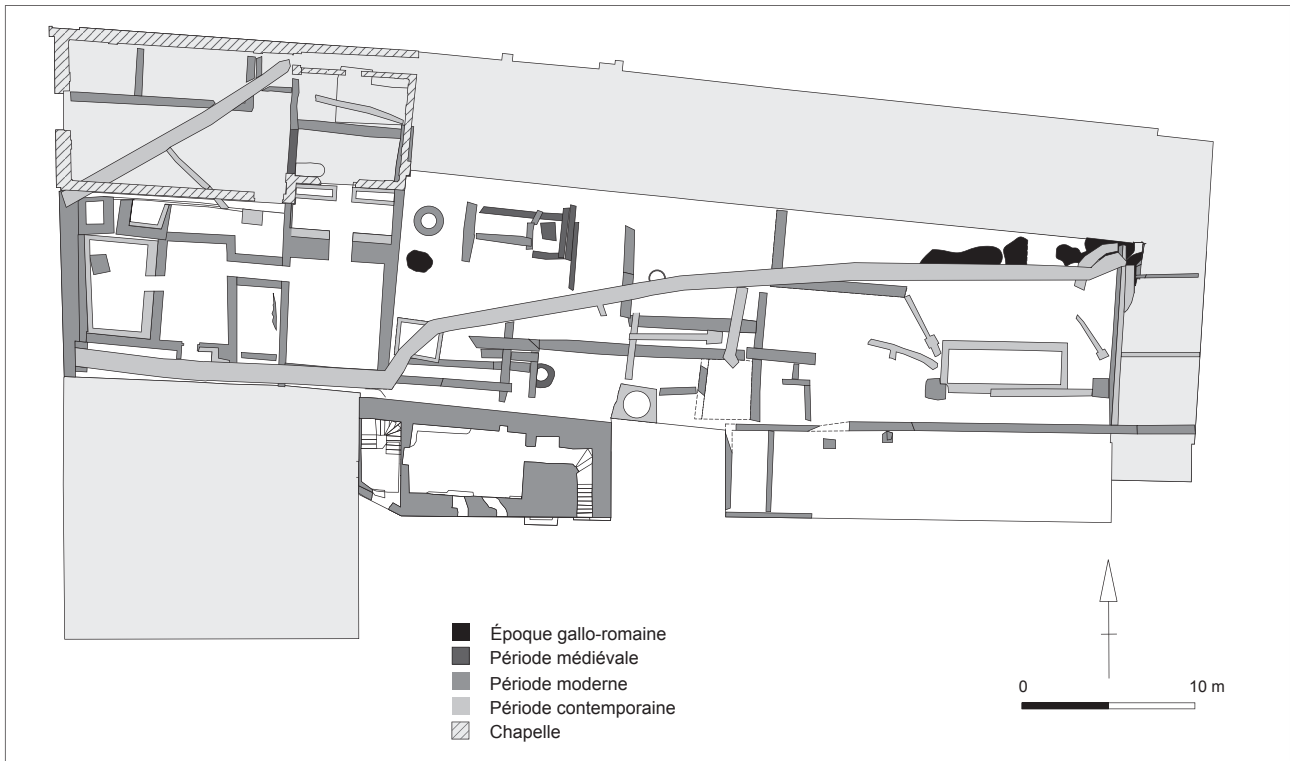 Époque gallo-romaine
Période médiévale
Période moderne
Période contemporaine
Chapelle
0 10 m